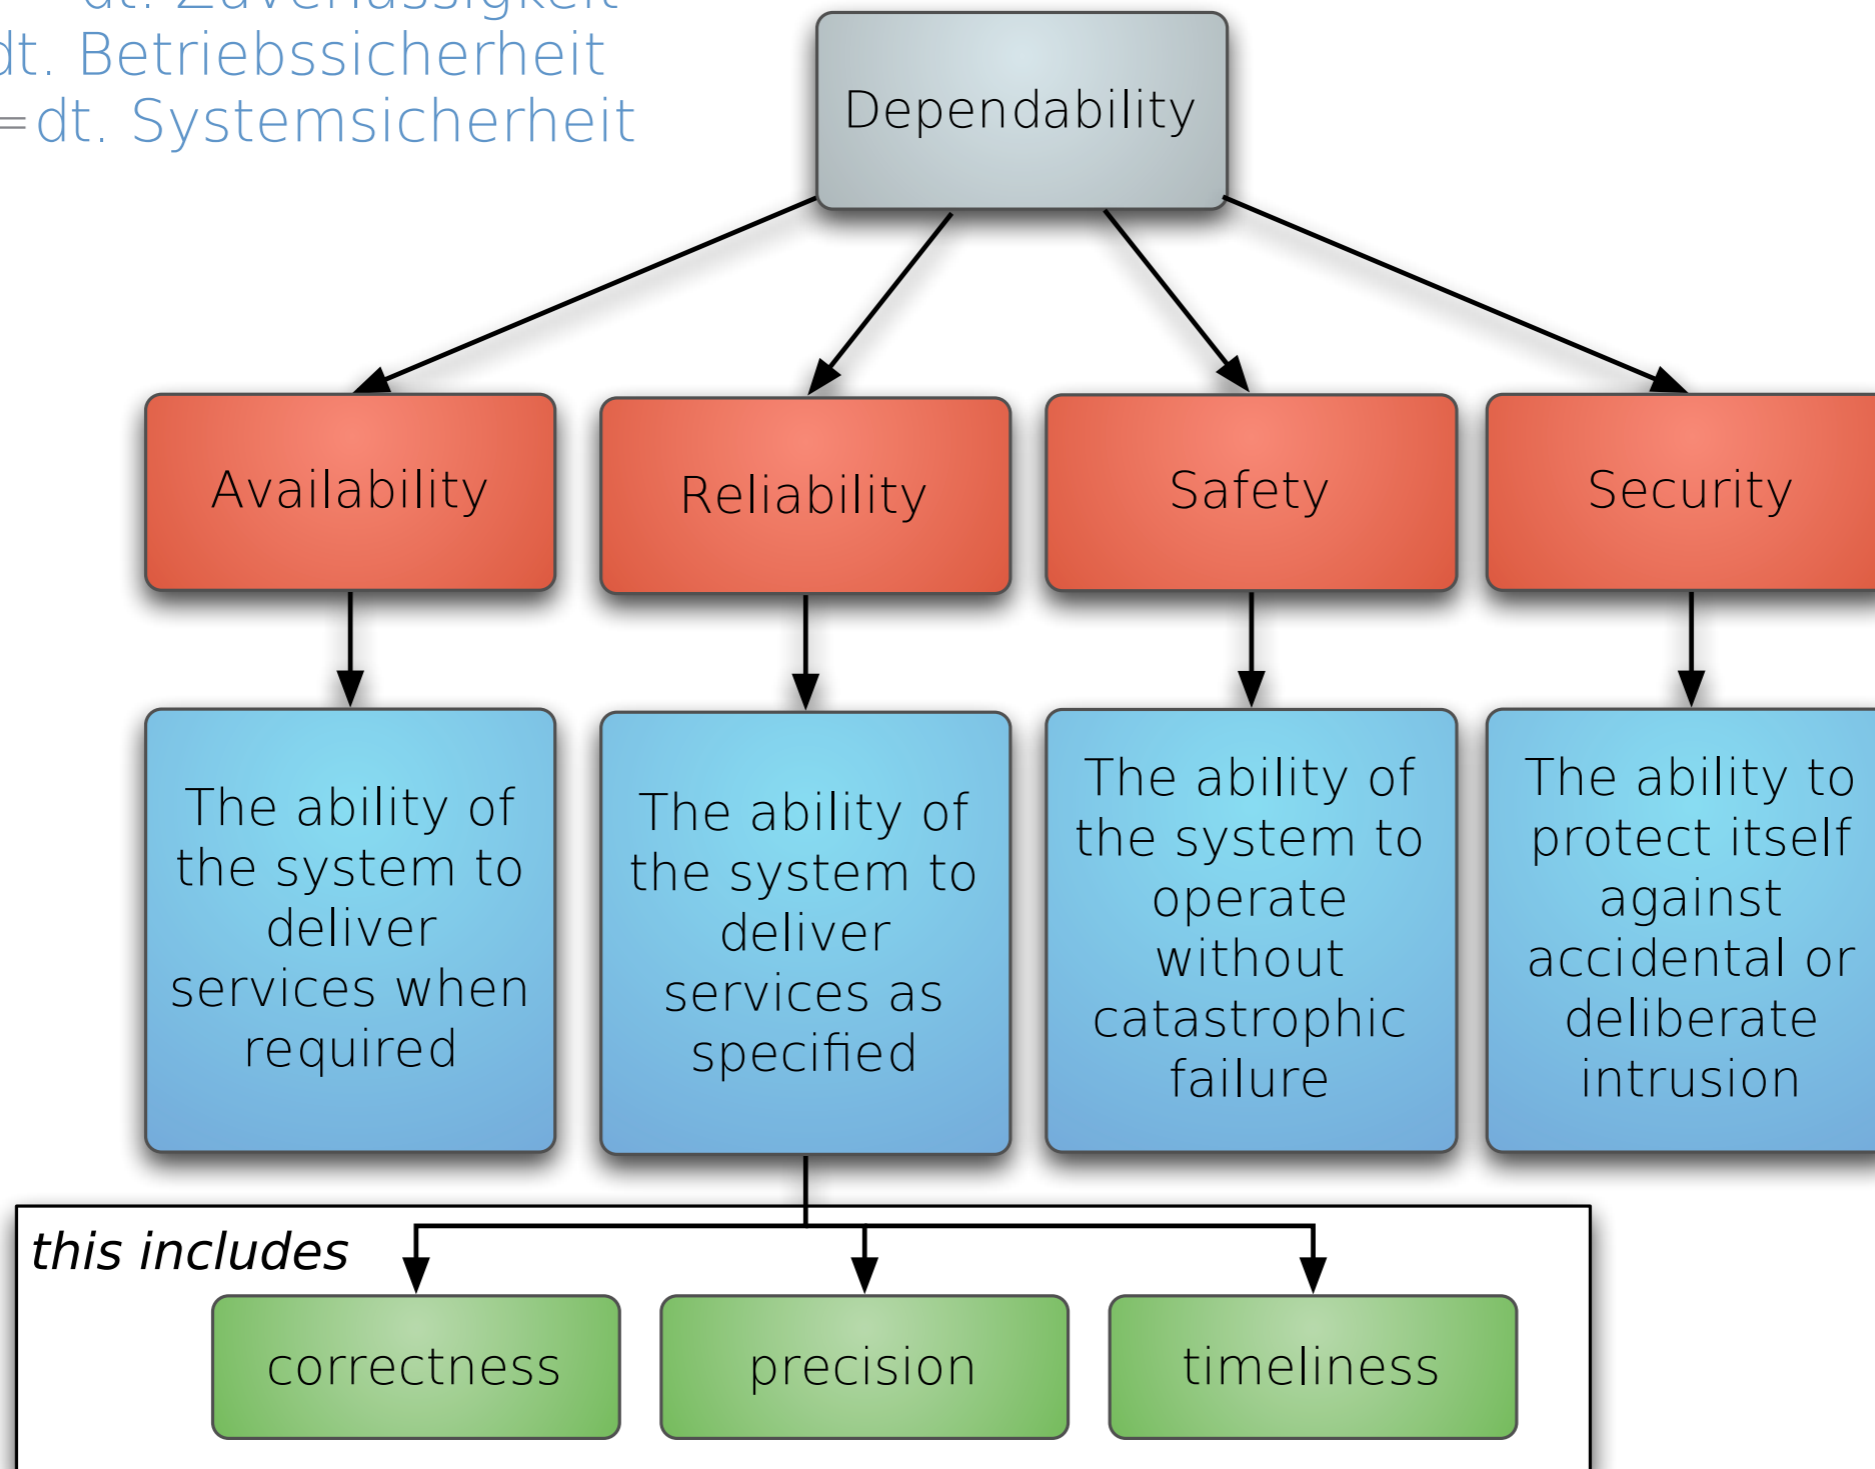 dt. Zuverlässigkeit
dt. Betriebssicherheit
=dt. Systemsicherheit
Dependability
Availability
Reliability
Safety
Security
The ability of
the system to
deliver
services when
required
The ability of
the system to
deliver
services as
specified
The ability of
the system to
operate
without
catastrophic
failure
The ability to
protect itself
against
accidental or
deliberate
intrusion
this includes
correctness
precision
timeliness